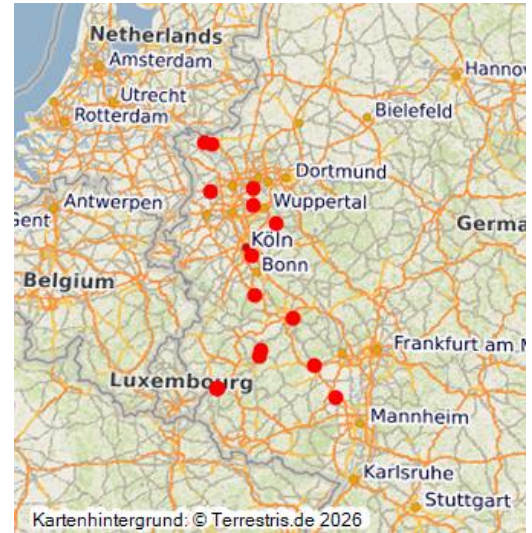 Netherlands
Amsterdam
Hannov
Utrecht
Bielefeld
Rotterdam
Dortmund
Antwerpen
Wuppertal
Gent
Germa
Köln
Bonn
Belgium
Frankfurt am M
Luxembourg
Mannheim
Karlsruhe
Stuttgart
Kartenhintergrund: © Terrestris.de 2026